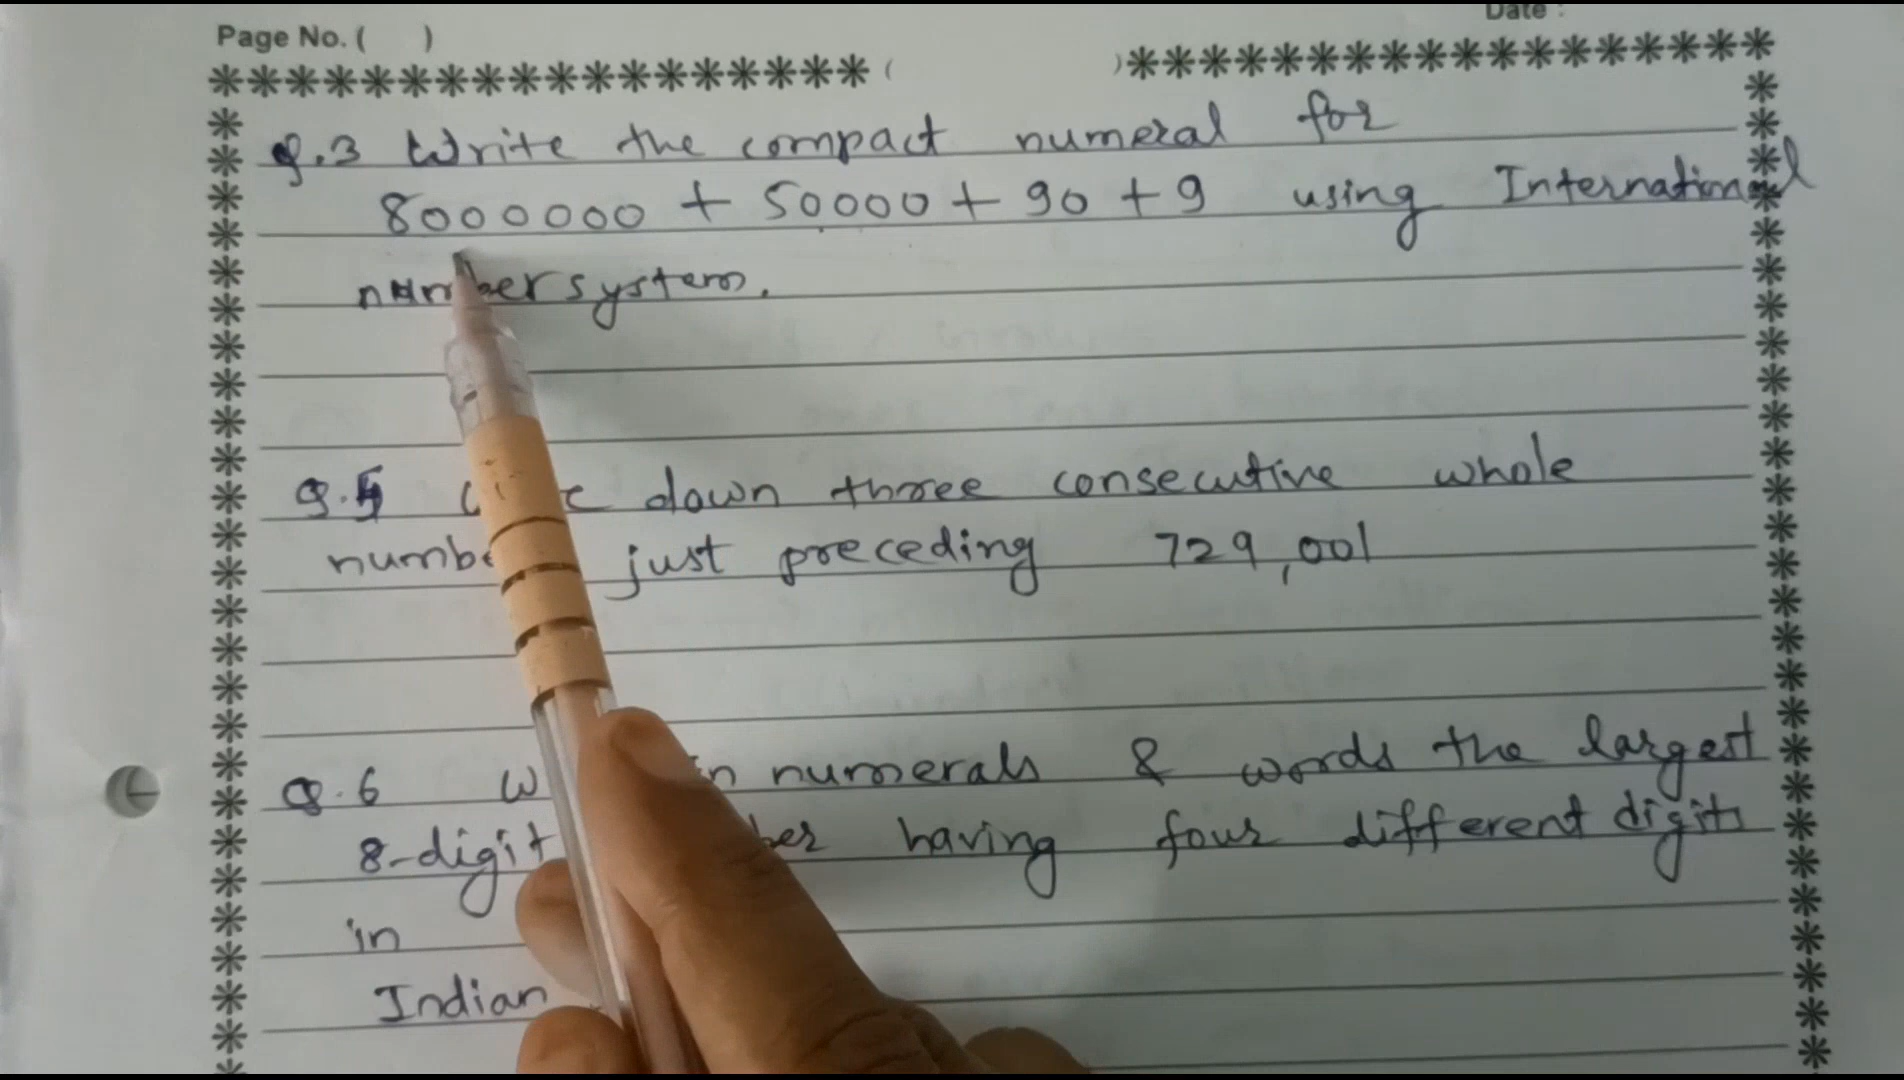 Page No. ( )
Date :
Q.3 Write the compact numeral for
8000000 + 50000 + 90 + 9 using International
number system.
Q.5 down three consecutive whole
just preceding 729,001
Q.6 in numerals & words the largest
8-digit having four different digits
in
Indian